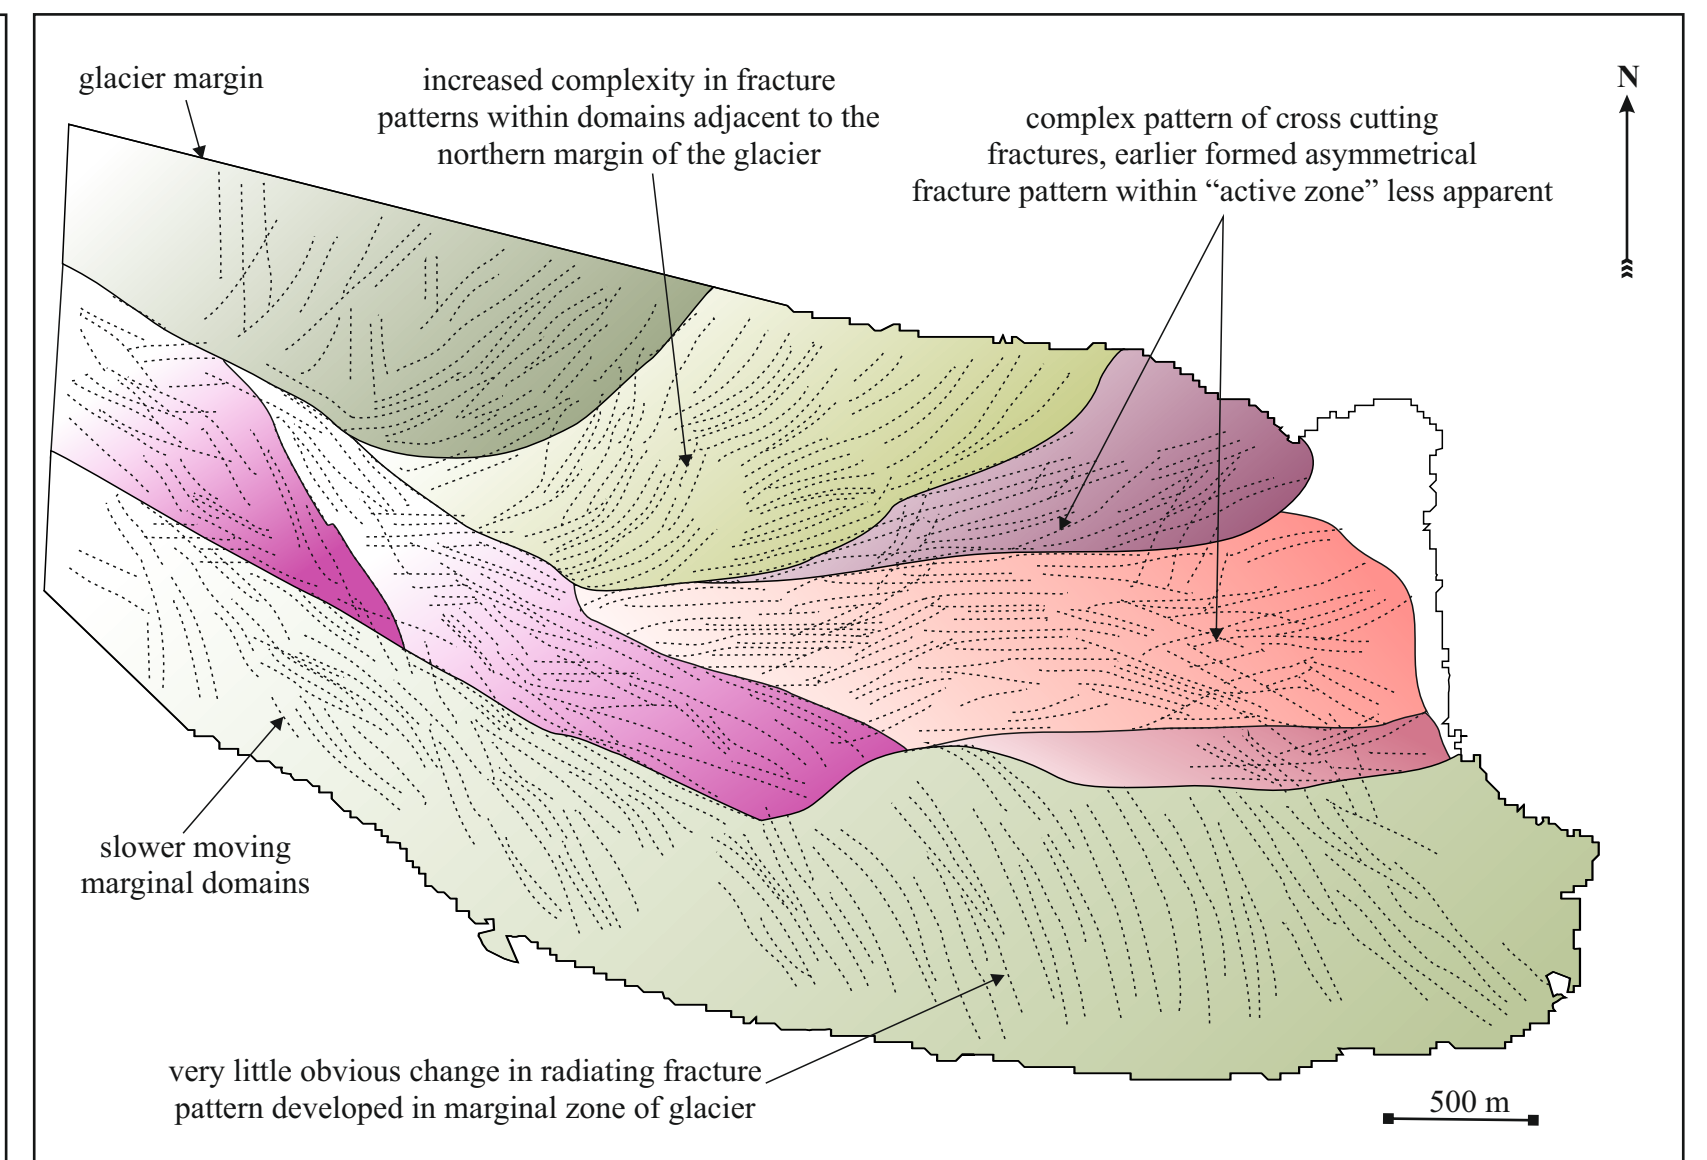 glacier margin
increased complexity in fracture
patterns within domains adjacent to the
northern margin of the glacier
complex pattern of cross cutting
fractures, earlier formed asymmetrical
fracture pattern within “active zone” less apparent
N
slower moving
marginal domains
very little obvious change in radiating fracture
pattern developed in marginal zone of glacier
500 m